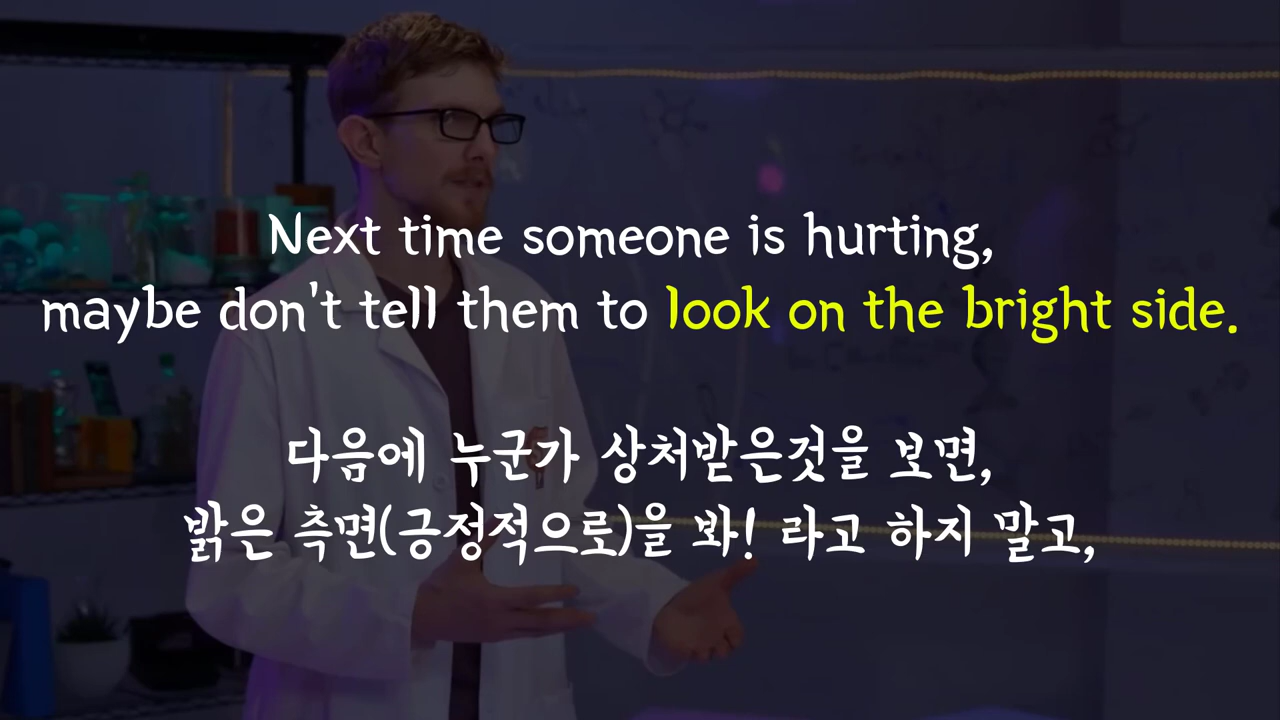 Next time someone is hurting,
maybe don't tell them to look on the bright side.
다음에 누군가 상처받은것을 보면,
밝은 측면(긍정적으로)을 봐! 라고 하지 말고,